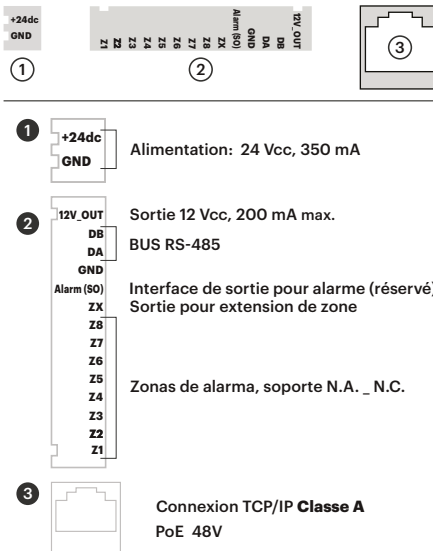 +24dc
GND
Z1 Z2 Z3 Z4 Z5 Z6 Z7 Z8 ZX Alarm (SO) GND DA DB 12V_OUT
1
2
3
1
+24dc
GND
Alimentation: 24 Vcc, 350 mA
2
12V_OUT
Sortie 12 Vcc, 200 mA max.
DB
DA
BUS RS-485
GND
Alarm (SO)
Interface de sortie pour alarme (réservé)
ZX
Sortie pour extension de zone
Z8
Z7
Z6
Z5
Z4
Z3
Z2
Z1
Zonas de alarma, soporte N.A. _ N.C.
3
Connexion TCP/IP Classe A
PoE 48V